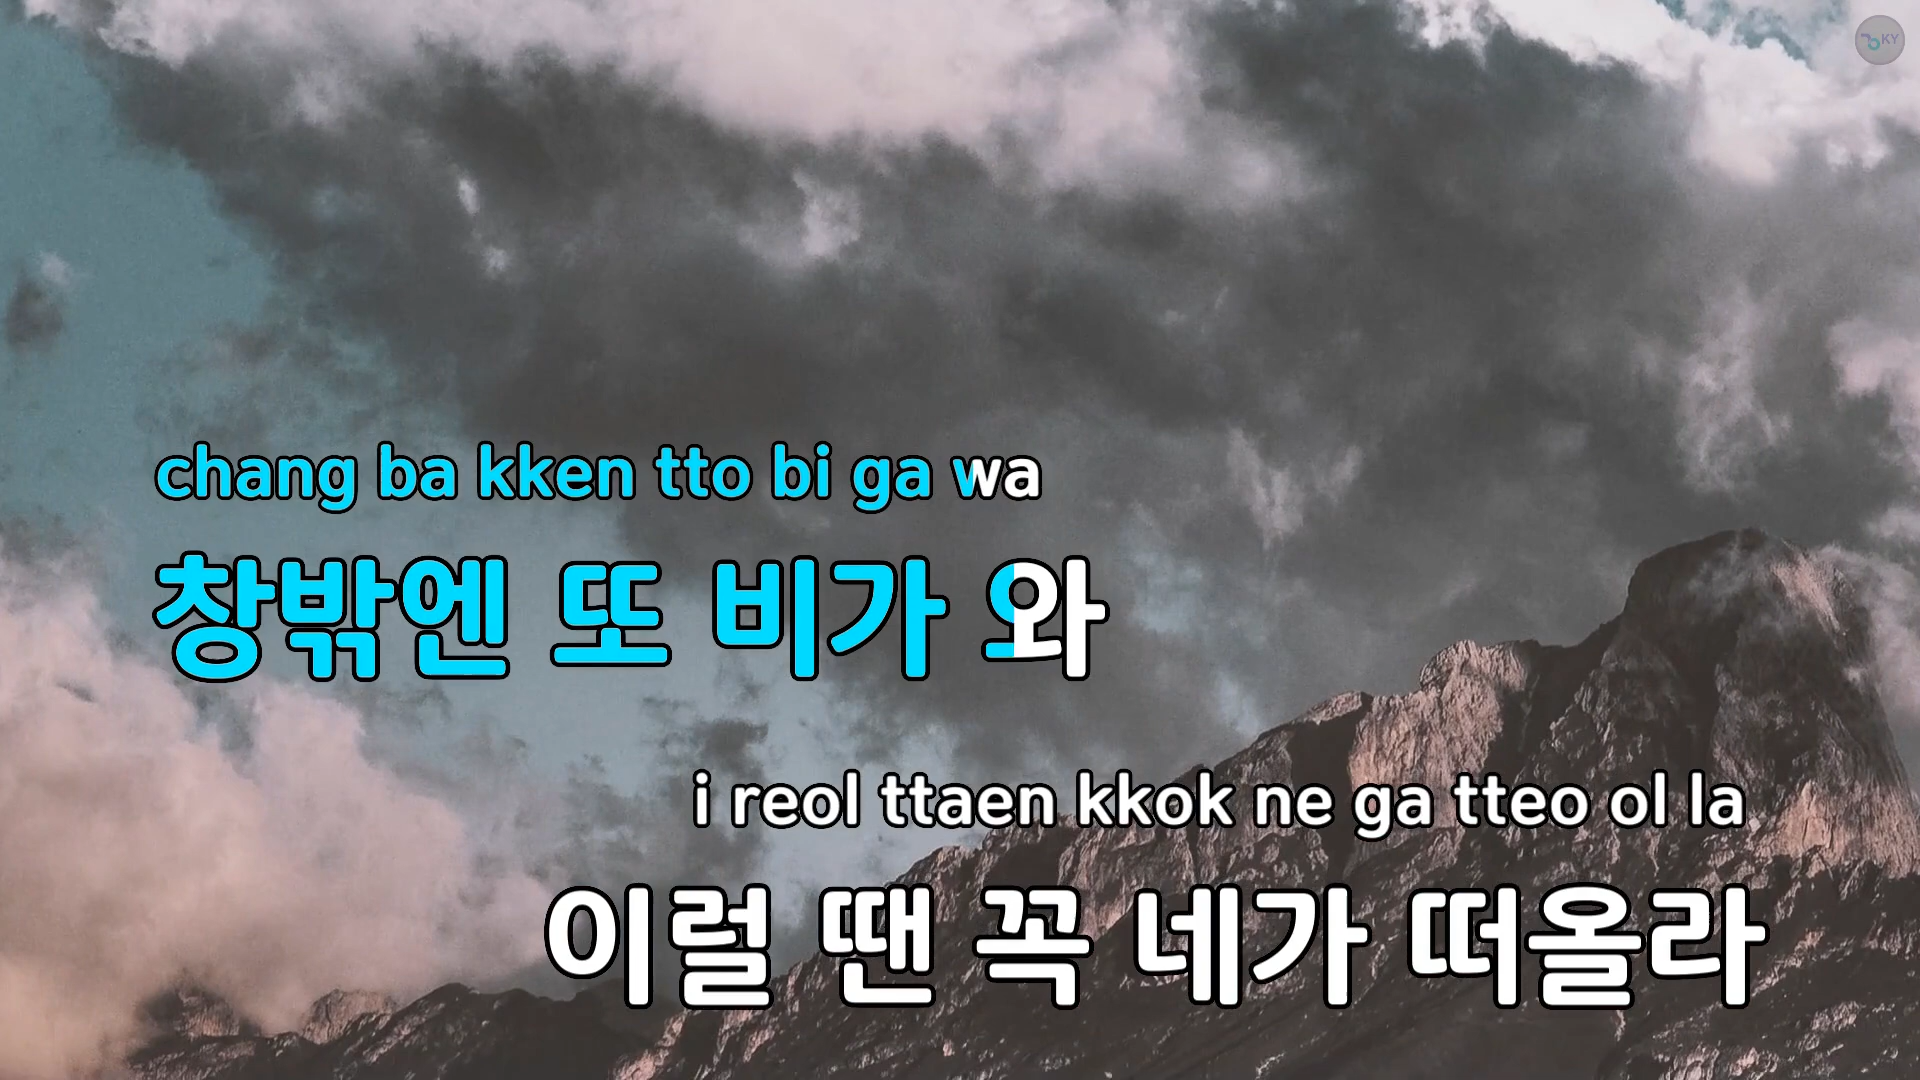 KY
chang ba kken tto bi ga wa
창밖엔 또 비가 와
i reol ttaen kkok ne ga tteo ol la
이럴 땐 꼭 네가 떠올라